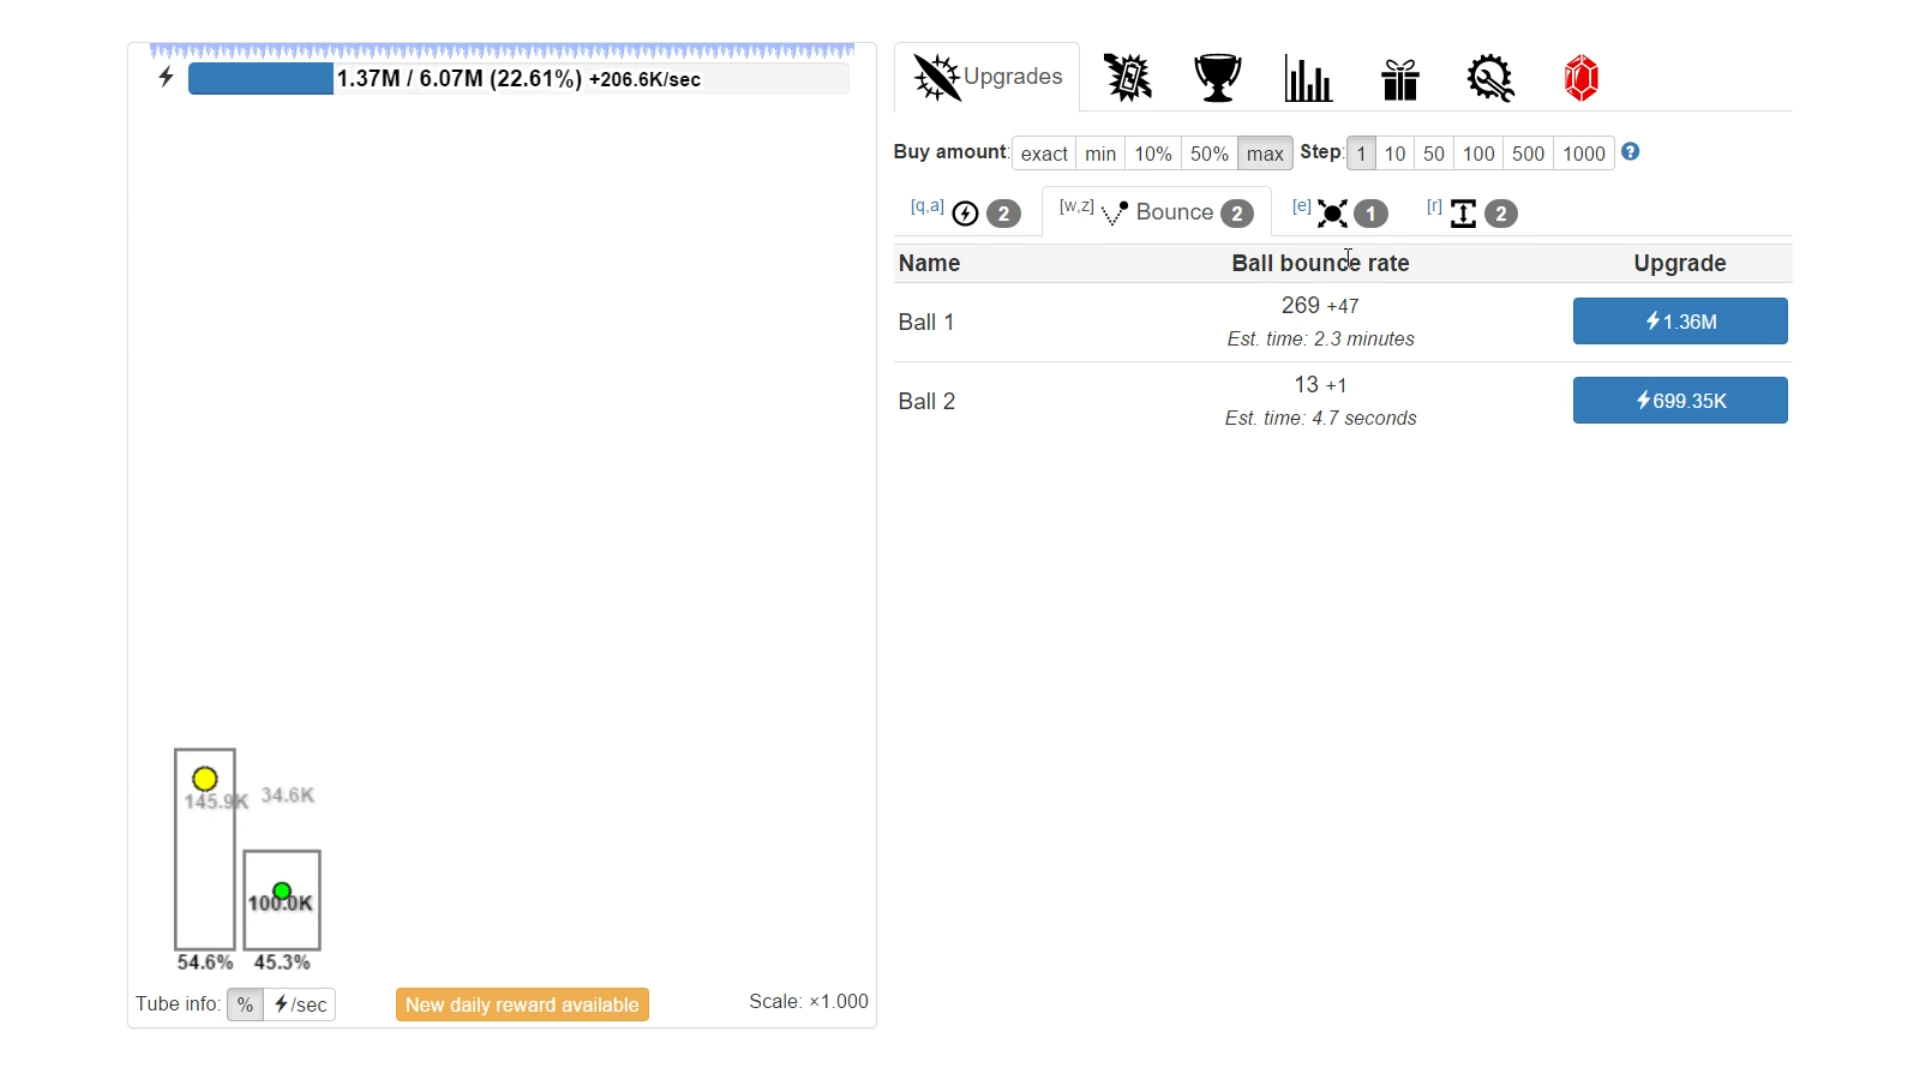 1.37M / 6.07M (22.61%) +206.6K/sec
Upgrades
Buy amount: exact min 10% 50% max Step: 1 10 50 100 500 1000 ?
[q,a] 2 [w,z] Bounce 2 [e] 1 [r] 2
Name Ball bounce rate Upgrade
Ball 1 269 +47 1.36M
Est. time: 2.3 minutes
Ball 2 13 +1 699.35K
Est. time: 4.7 seconds
145.9K 34.6K
100.0K
54.6% 45.3%
Tube info: % /sec New daily reward available Scale: ×1.000